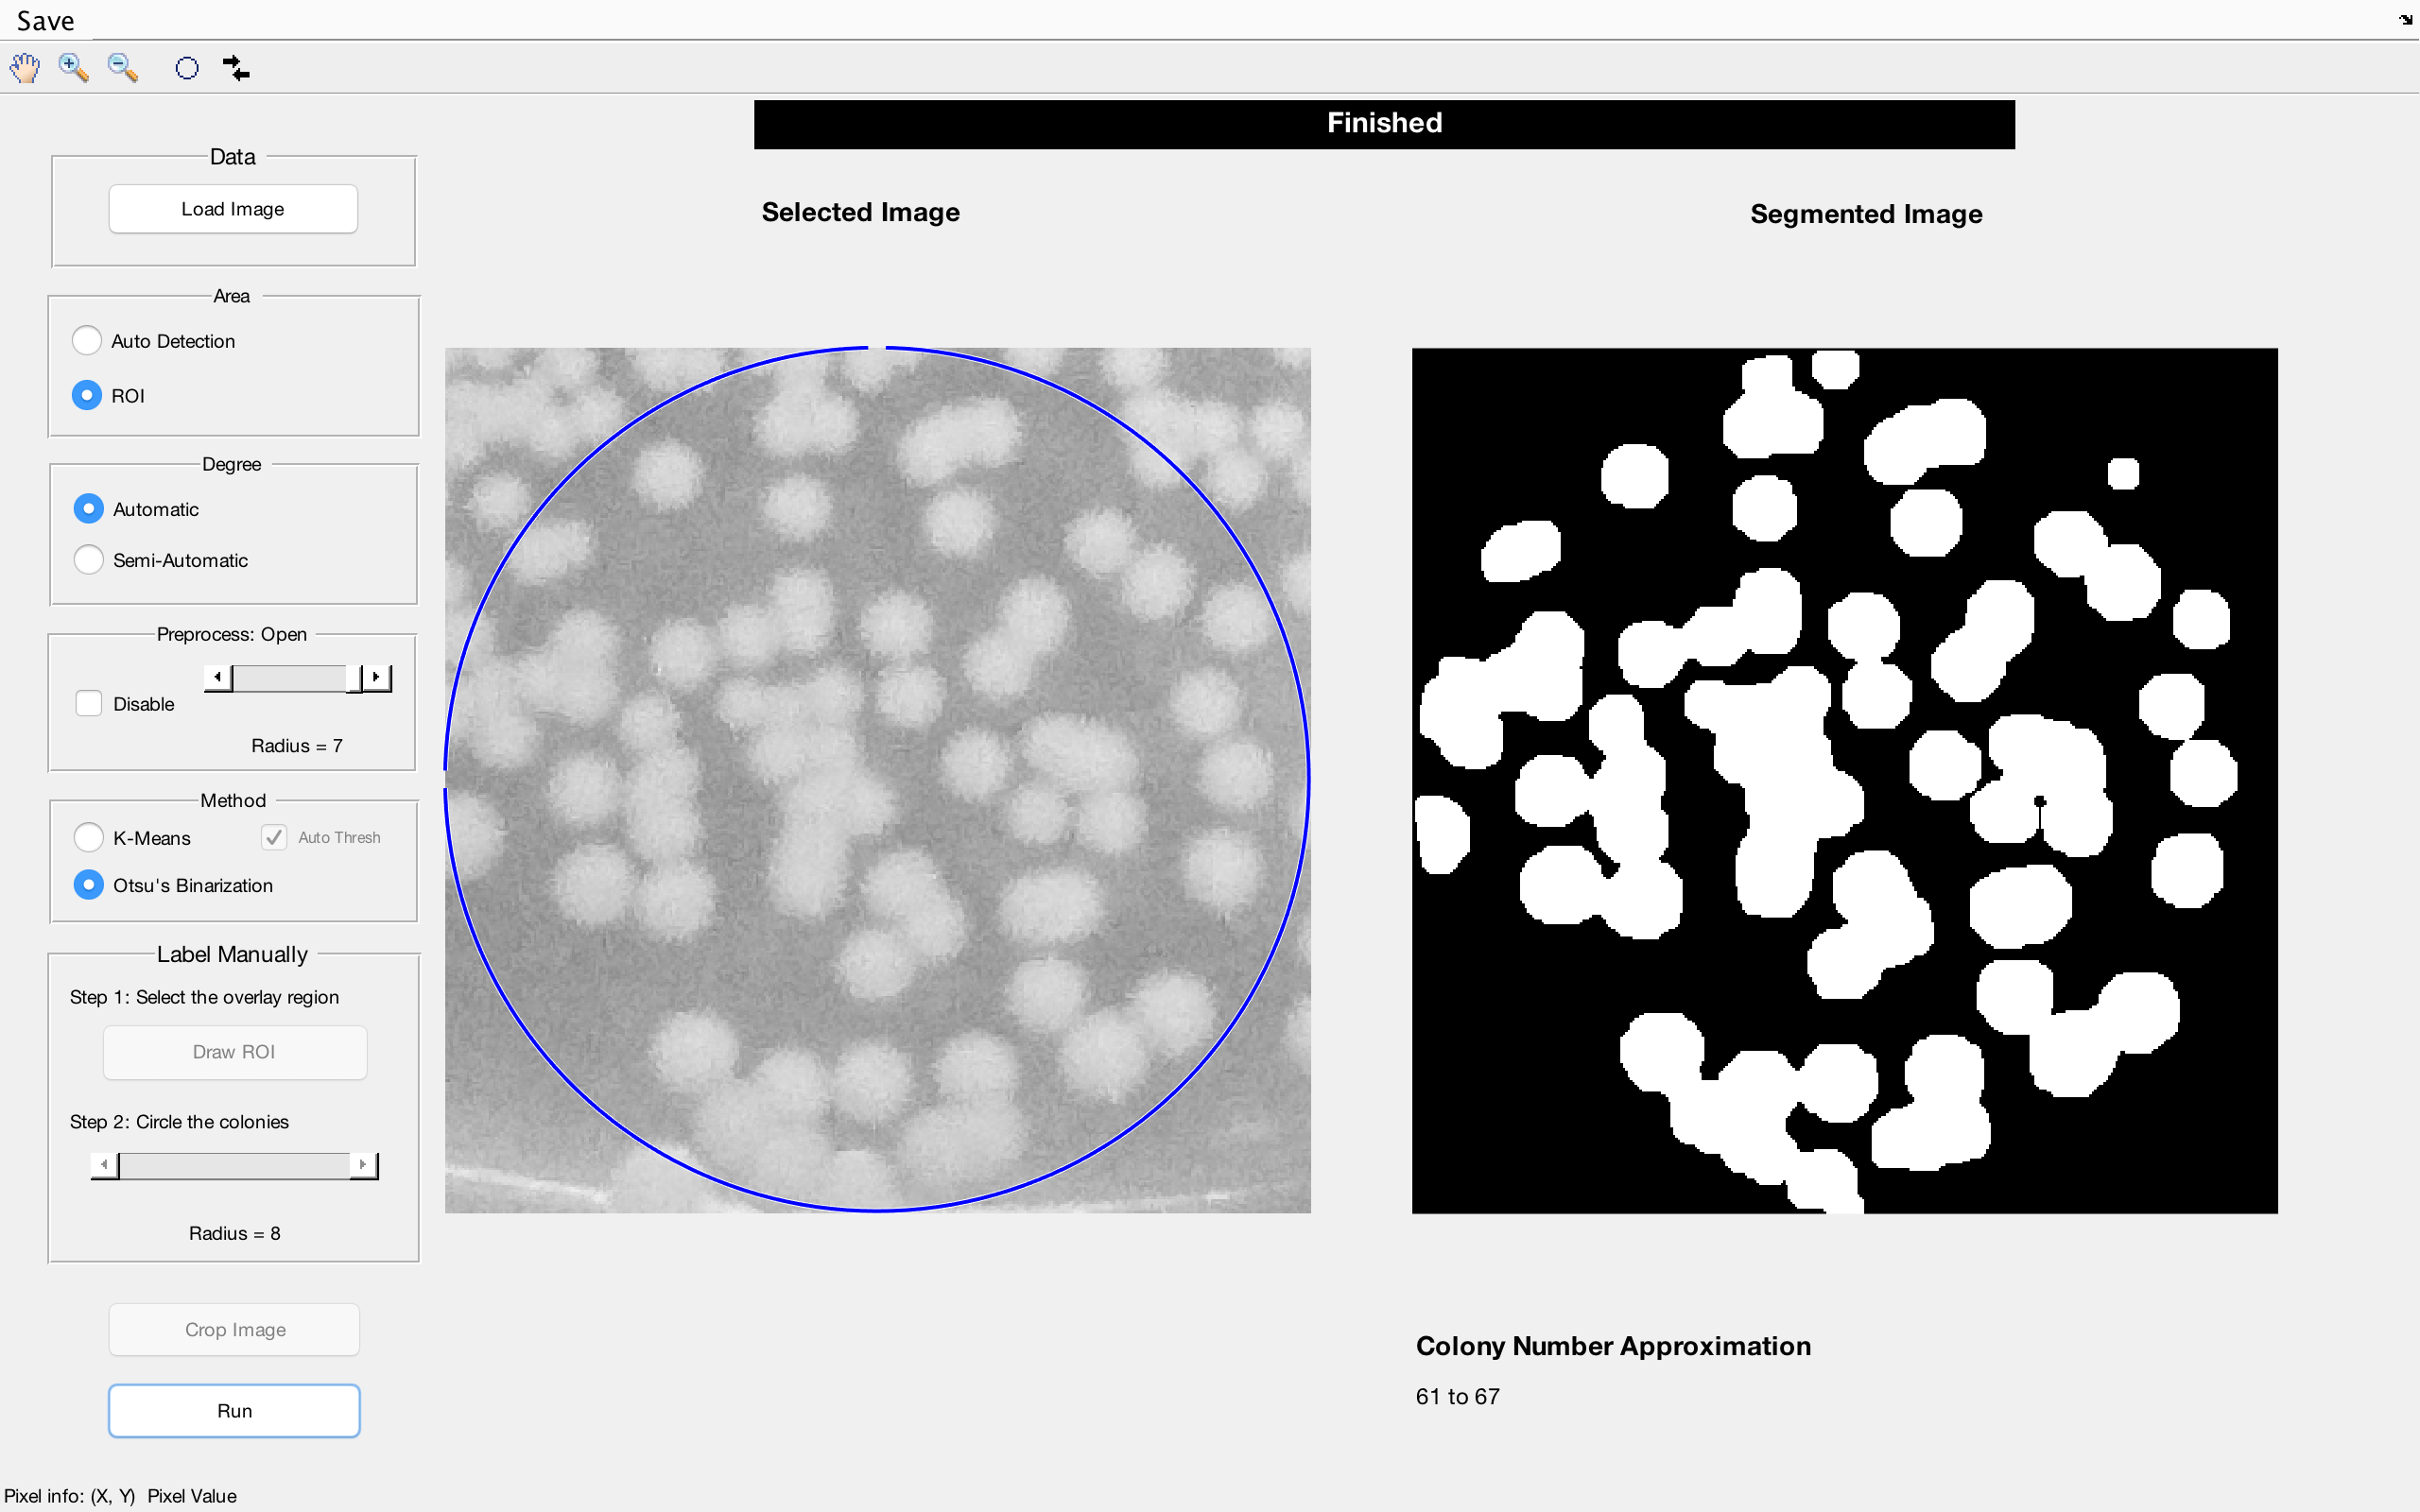 Save
Finished
Data
Load Image
Selected Image
Segmented Image
Area
Auto Detection
ROI
Degree
Automatic
Semi-Automatic
Preprocess: Open
Disable
Radius = 7
Method
K-Means
Auto Thresh
Otsu's Binarization
Label Manually
Step 1: Select the overlay region
Draw ROI
Step 2: Circle the colonies
Radius = 8
Crop Image
Colony Number Approximation
61 to 67
Run
Pixel info: (X, Y) Pixel Value